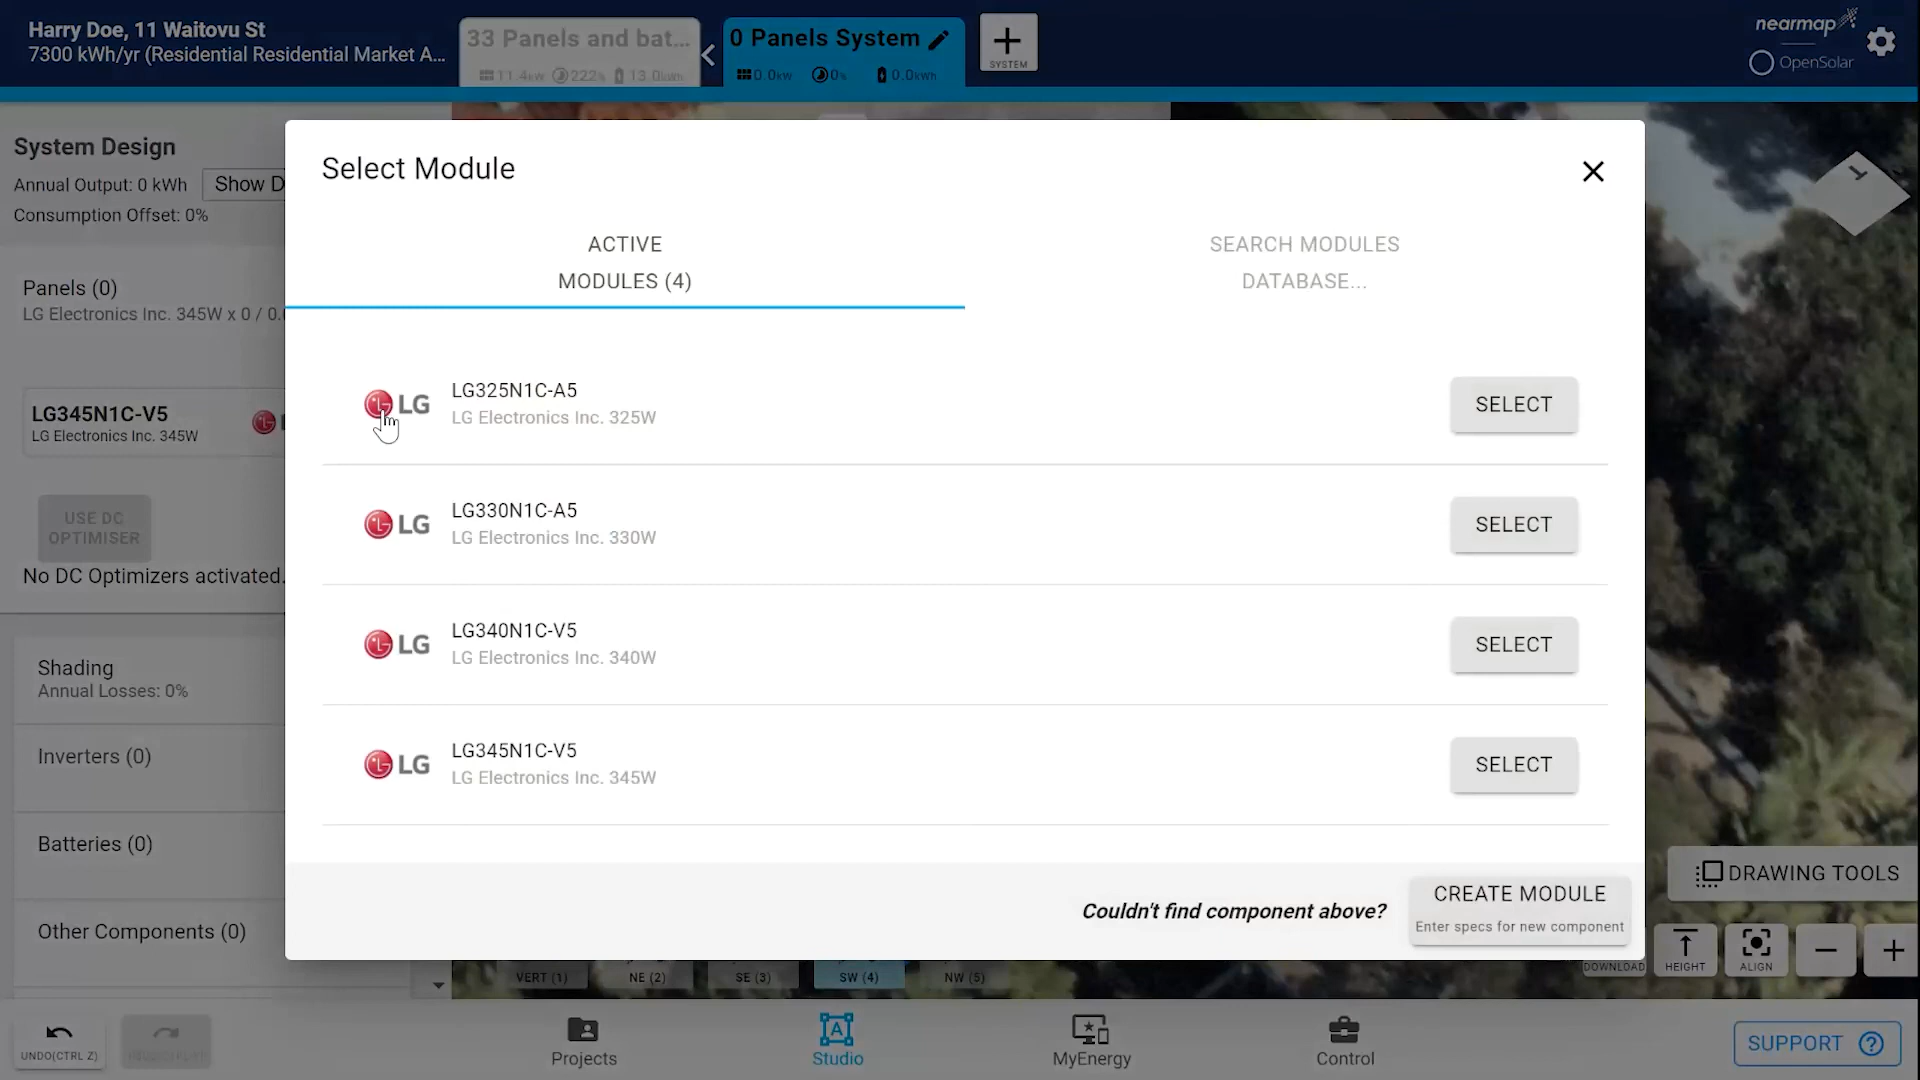 Harry Doe, 11 Waitovu St
7300 kWh/yr (Residential Residential Market A...
33 Panels and bat...
11.4kW 222% 13.0kWh
0 Panels System
0.0kW 0% 0.0kWh
SYSTEM
nearmap
OpenSolar
System Design
Annual Output: 0 kWh
Show D
Consumption Offset: 0%
Panels (0)
LG Electronics Inc. 345W x 0 / 0.
LG345N1C-V5
LG Electronics Inc. 345W
USE DC
OPTIMISER
No DC Optimizers activated.
Shading
Annual Losses: 0%
Inverters (0)
Batteries (0)
Other Components (0)
Select Module
ACTIVE
MODULES (4)
SEARCH MODULES
DATABASE...
LG
LG325N1C-A5
LG Electronics Inc. 325W
SELECT
LG
LG330N1C-A5
LG Electronics Inc. 330W
SELECT
LG
LG340N1C-V5
LG Electronics Inc. 340W
SELECT
LG
LG345N1C-V5
LG Electronics Inc. 345W
SELECT
Couldn't find component above?
CREATE MODULE
Enter specs for new component
DRAWING TOOLS
DOWNLOAD
HEIGHT
ALIGN
VERT (1)
NE (2)
SE (3)
SW (4)
NW (5)
UNDO(CTRL Z)
Projects
Studio
MyEnergy
Control
SUPPORT